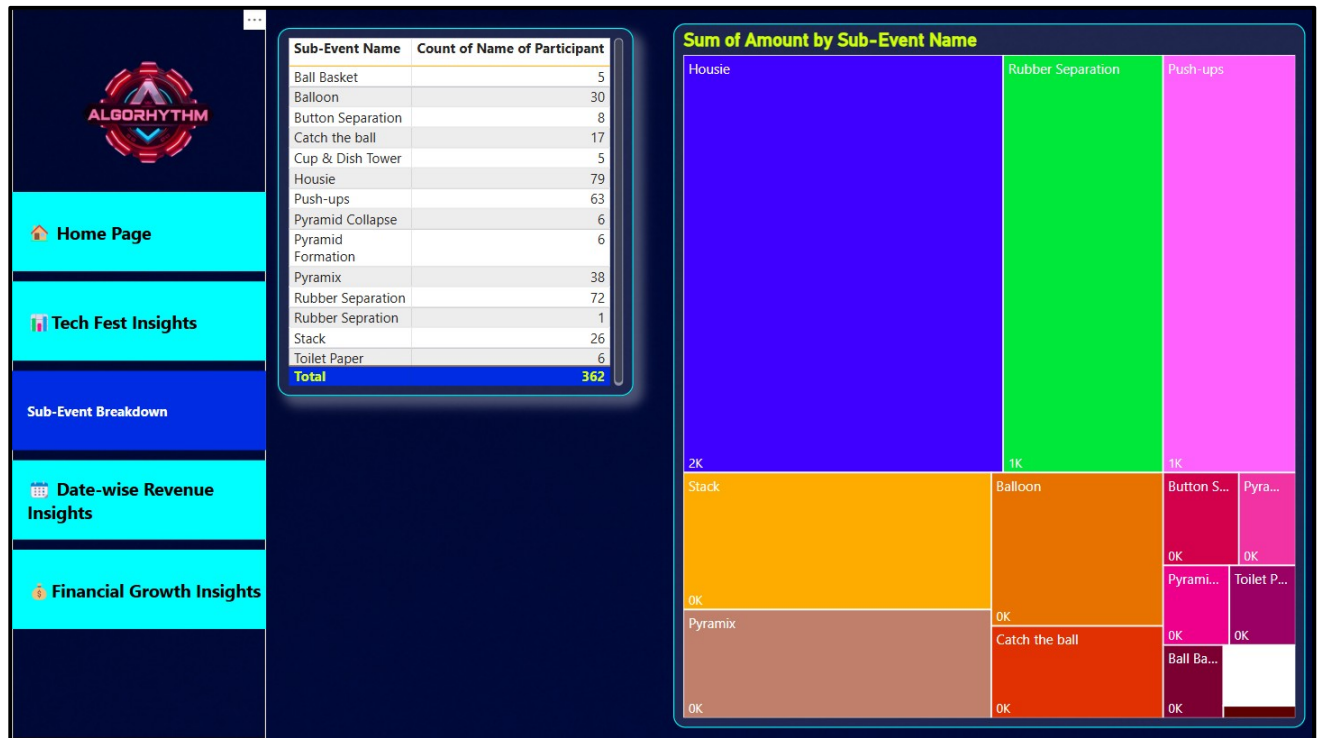 ...
ALGORHYTHM
🏠 Home Page
📊 Tech Fest Insights
Sub-Event Breakdown
📅 Date-wise Revenue
Insights
💰 Financial Growth Insights
Sub-Event Name Count of Name of Participant
Ball Basket 5
Balloon 30
Button Separation 8
Catch the ball 17
Cup & Dish Tower 5
Housie 79
Push-ups 63
Pyramid Collapse 6
Pyramid 6
Formation
Pyramix 38
Rubber Separation 72
Rubber Sepration 1
Stack 26
Toilet Paper 6
Total 362
Sum of Amount by Sub-Event Name
Housie
2K
Rubber Separation
1K
Push-ups
1K
Stack
0K
Pyramix
0K
Balloon
0K
Catch the ball
0K
Button S...
0K
Pyra...
0K
Pyrami...
0K
Toilet P...
0K
Ball Ba...
0K